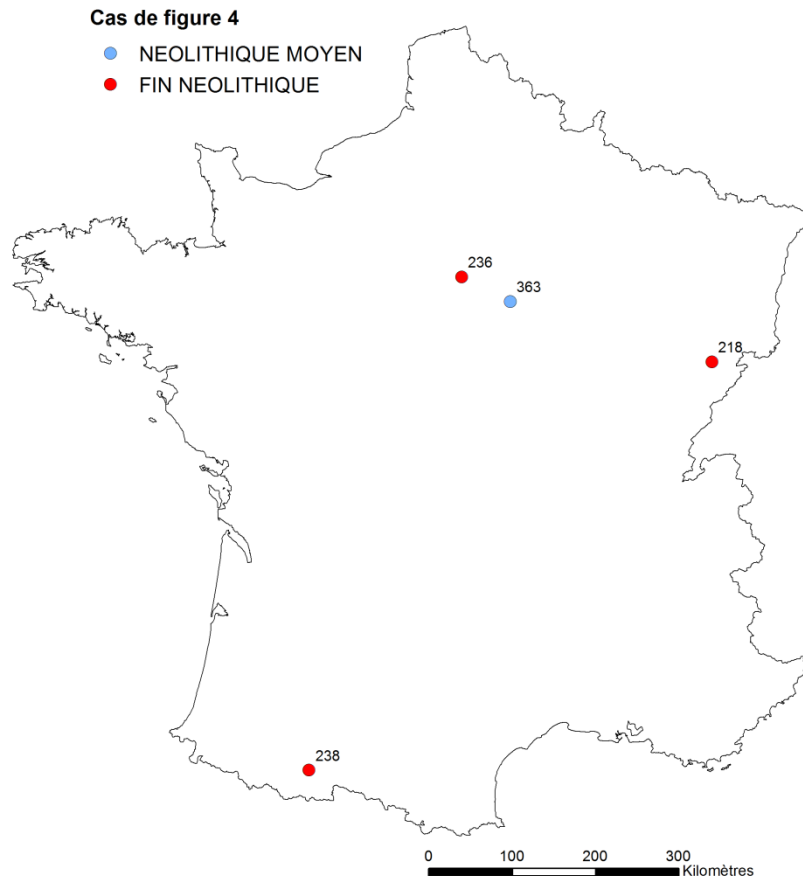 Cas de figure 4
NEOLITHIQUE MOYEN
FIN NEOLITHIQUE
236
363
218
238
0 100 200 300
Kilomètres